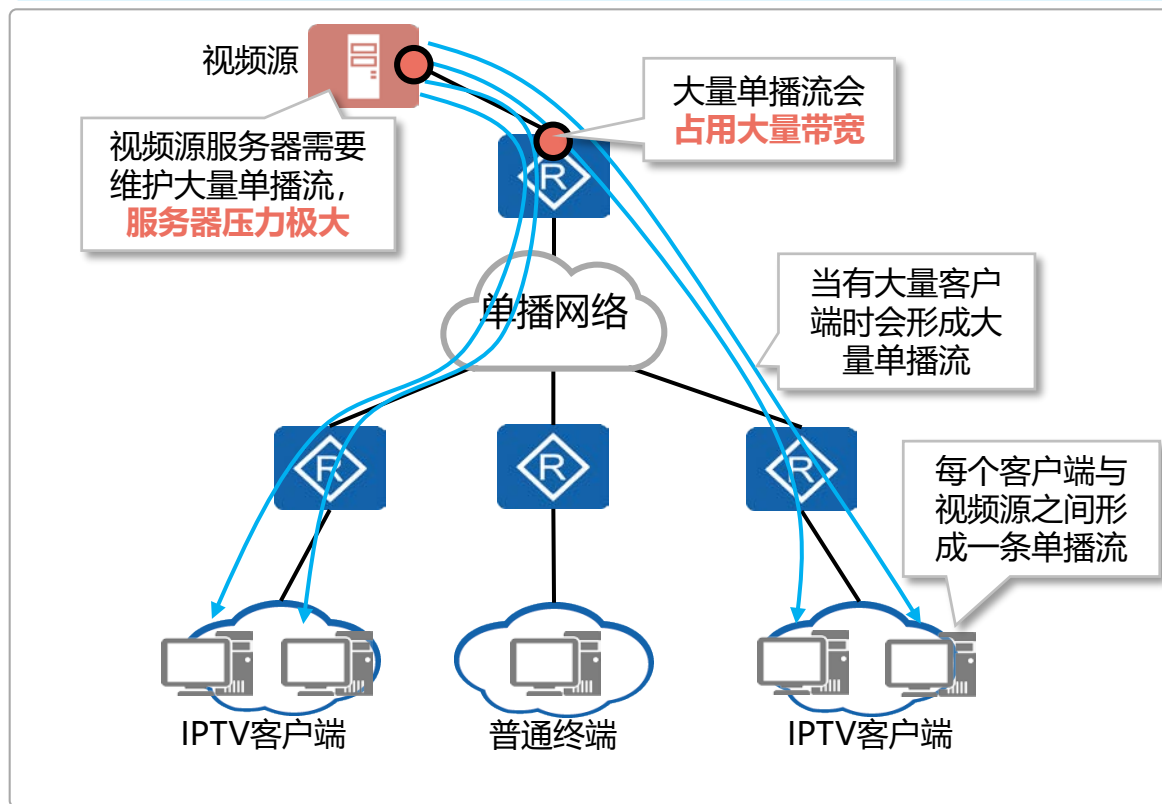 视频源
大量单播流会
占用大量带宽
视频源服务器需要
维护大量单播流，
服务器压力极大
R
单播网络
当有大量客户
端时会形成大
量单播流
R
R
R
每个客户端与
视频源之间形
成一条单播流
IPTV客户端
普通终端
IPTV客户端